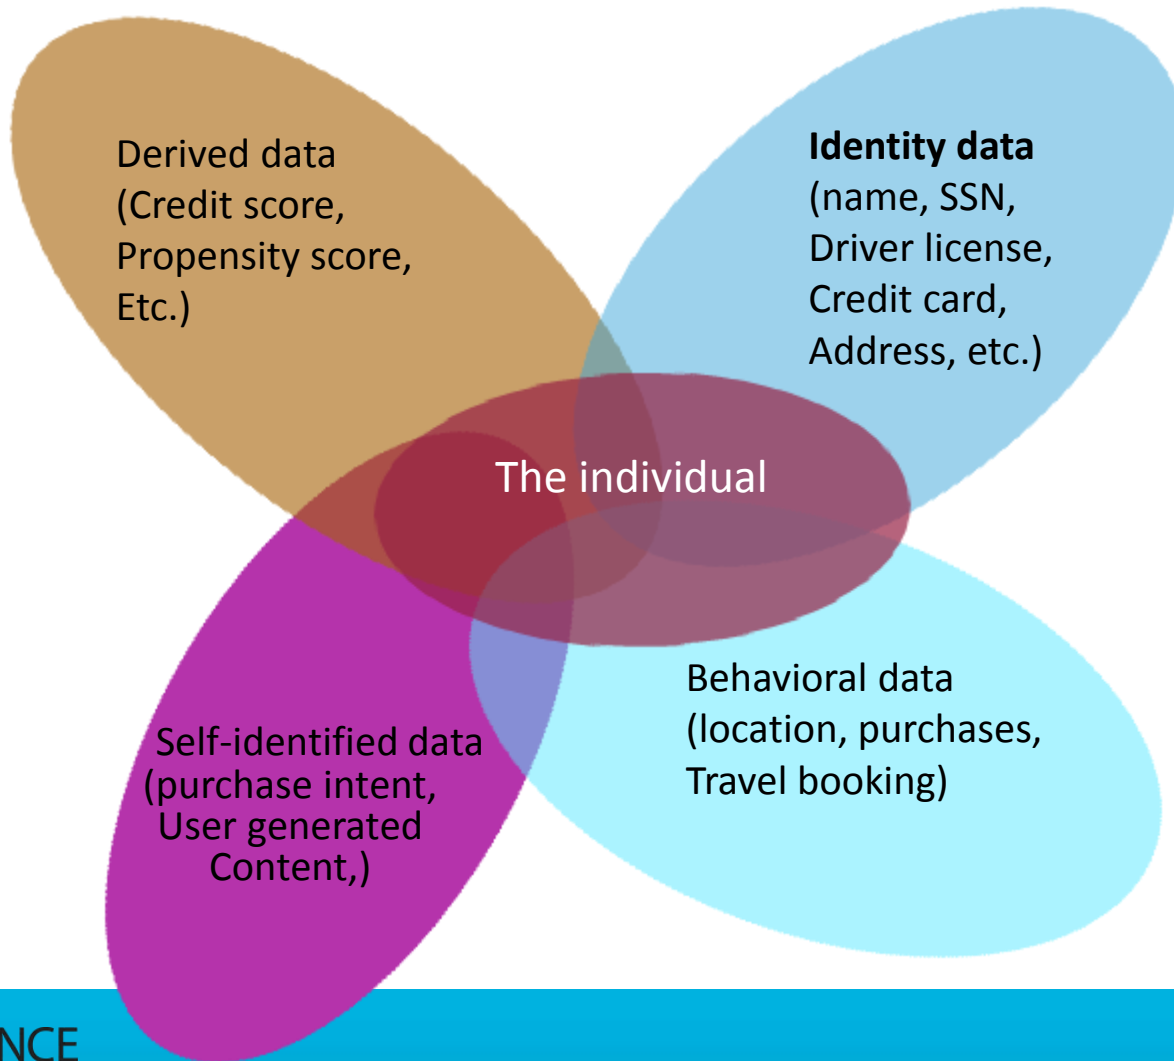 Derived data
(Credit score,
Propensity score,
Etc.)
Identity data
(name, SSN,
Driver license,
Credit card,
Address, etc.)
The individual
Self-identified data
(purchase intent,
User generated
Content,)
Behavioral data
(location, purchases,
Travel booking)
NCE